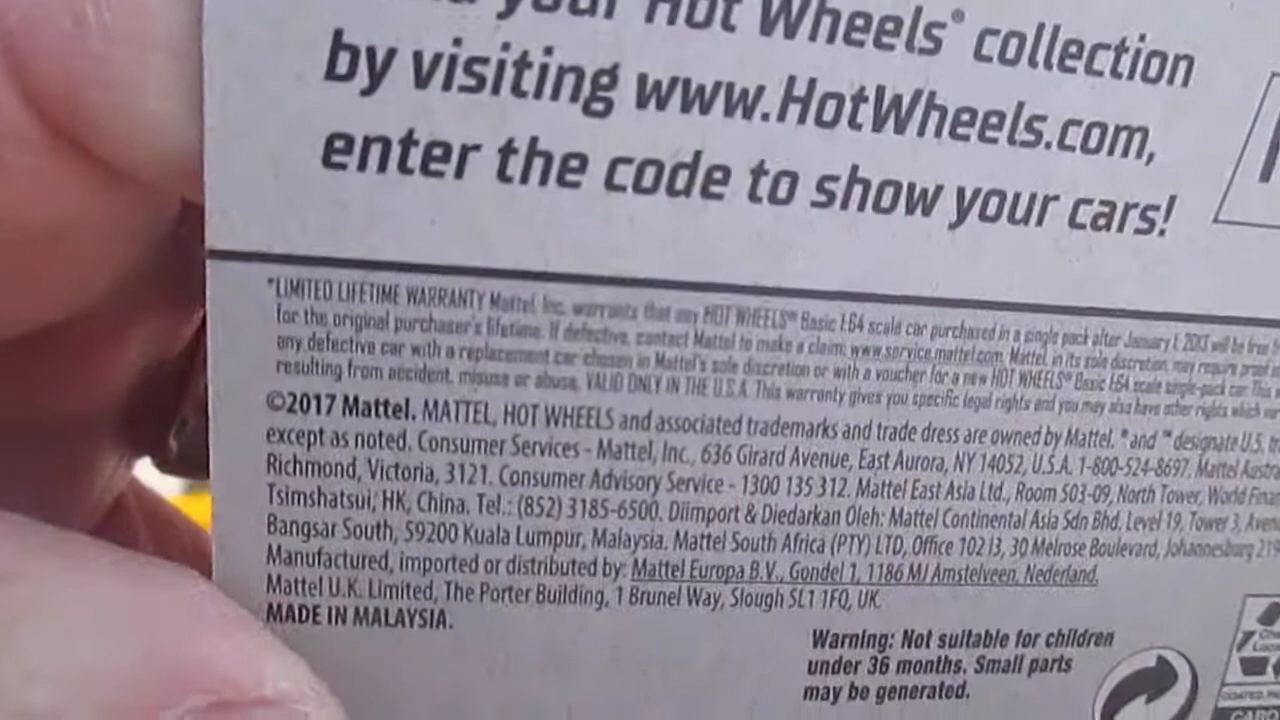 your Hot Wheels® collection
by visiting www.HotWheels.com,
enter the code to show your cars!
*LIMITED LIFETIME WARRANTY Mattel, Inc. warrants that any HOT WHEELS® Basic 1:64 scale car purchased in a single pack after January 1, 2013 will be free
for the original purchaser's lifetime. If defective, contact Mattel to make a claim: www.service.mattel.com. Mattel, in its sole discretion, may require proof
any defective car with a replacement car chosen in Mattel's sole discretion or with a voucher for a new HOT WHEELS® Basic 1:64 scale single-pack car. This
resulting from accident, misuse or abuse. VALID ONLY IN THE U.S.A. This warranty gives you specific legal rights and you may also have other rights which
©2017 Mattel. MATTEL, HOT WHEELS and associated trademarks and trade dress are owned by Mattel. ® and ™ designate U.S.
except as noted. Consumer Services - Mattel, Inc., 636 Girard Avenue, East Aurora, NY 14052, U.S.A. 1-800-524-8697. Mattel
Richmond, Victoria, 3121. Consumer Advisory Service - 1300 135 312. Mattel East Asia Ltd., Room 503-09, North Tower, World
Tsimshatsui, HK, China. Tel.: (852) 3185-6500. Diimport & Diedarkan Oleh: Mattel Continental Asia Sdn Bhd. Level 19, Tower 3,
Bangsar South, 59200 Kuala Lumpur, Malaysia. Mattel South Africa (PTY) LTD, Office 102 I3, 30 Melrose Boulevard, Johannesburg
Manufactured, imported or distributed by: Mattel Europa B.V., Gondel 1, 1186 MJ Amstelveen, Nederland.
Mattel U.K. Limited, The Porter Building, 1 Brunel Way, Slough SL1 1FQ, UK.
MADE IN MALAYSIA.
Warning: Not suitable for children
under 36 months. Small parts
may be generated.